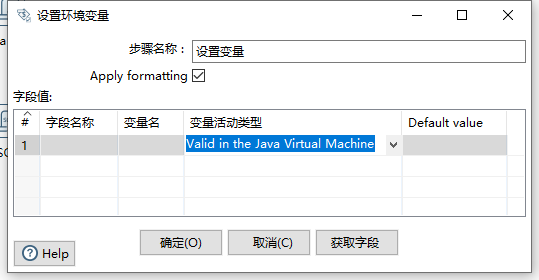 设置环境变量
步骤名称：
设置变量
Apply formatting
字段值:
# 字段名称 变量名 变量活动类型 Default value
1 Valid in the Java Virtual Machine
确定(O) 取消(C) 获取字段
Help